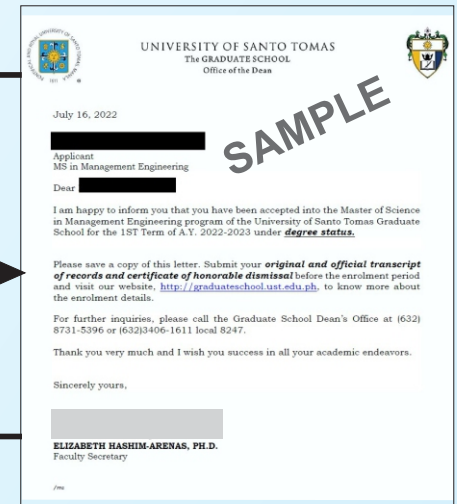 UNIVERSITY OF SANTO TOMAS
The GRADUATE SCHOOL
Office of the Dean
SAMPLE
July 16, 2022
Applicant
MS in Management Engineering
Dear
I am happy to inform you that you have been accepted into the Master of Science
in Management Engineering program of the University of Santo Tomas Graduate
School for the 1ST Term of A.Y. 2022-2023 under degree status.
Please save a copy of this letter. Submit your original and official transcript
of records and certificate of honorable dismissal before the enrolment period
and visit our website, http://graduateschool.ust.edu.ph, to know more about
the enrolment details.
For further inquiries, please call the Graduate School Dean's Office at (632)
8731-5396 or (632)3406-1611 local 8247.
Thank you very much and I wish you success in all your academic endeavors.
Sincerely yours,
ELIZABETH HASHIM-ARENAS, PH.D.
Faculty Secretary